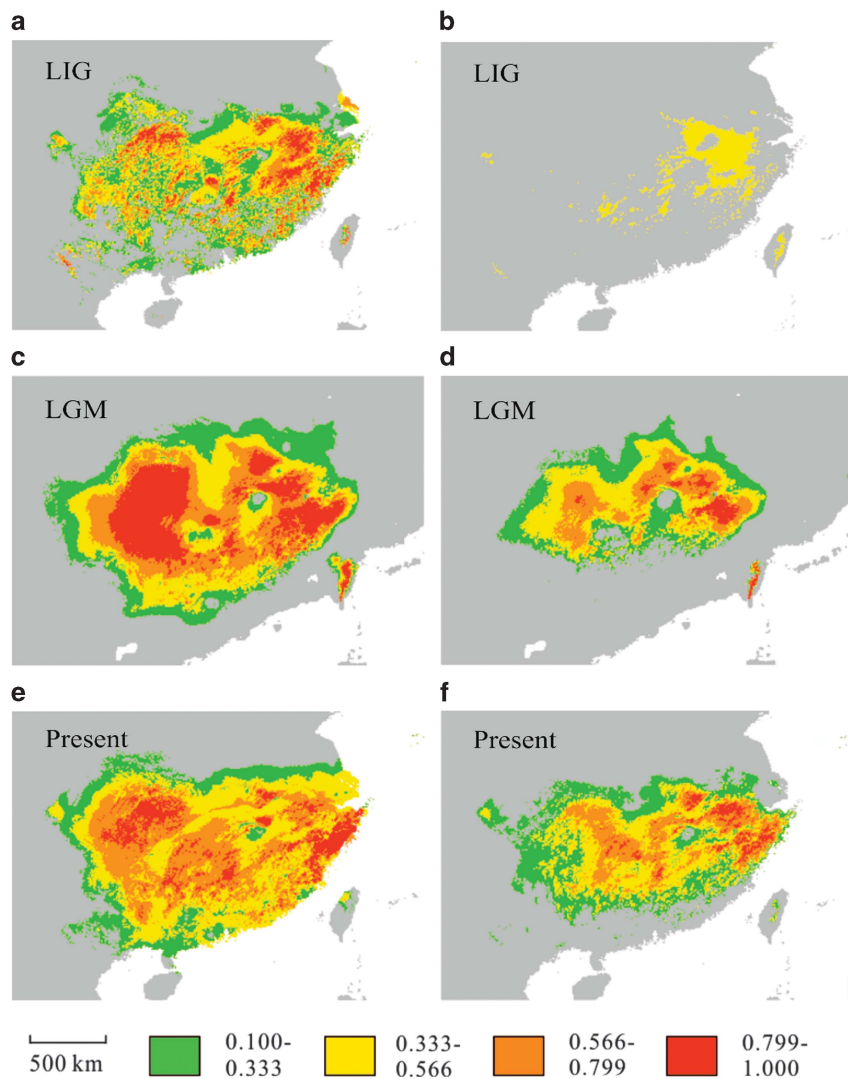 a
b
LIG
LIG
c
d
LGM
LGM
e
f
Present
Present
500 km
0.100-
0.333
0.333-
0.566
0.566-
0.799
0.799-
1.000